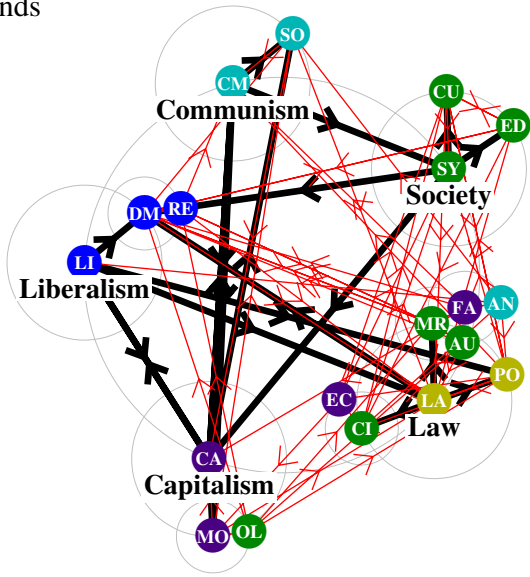 nds
SO
CM
Communism
CU
ED
SY
Society
DM
RE
LI
Liberalism
FA
AN
MR
AU
PO
EC
LA
CI
Law
CA
Capitalism
MO
OL